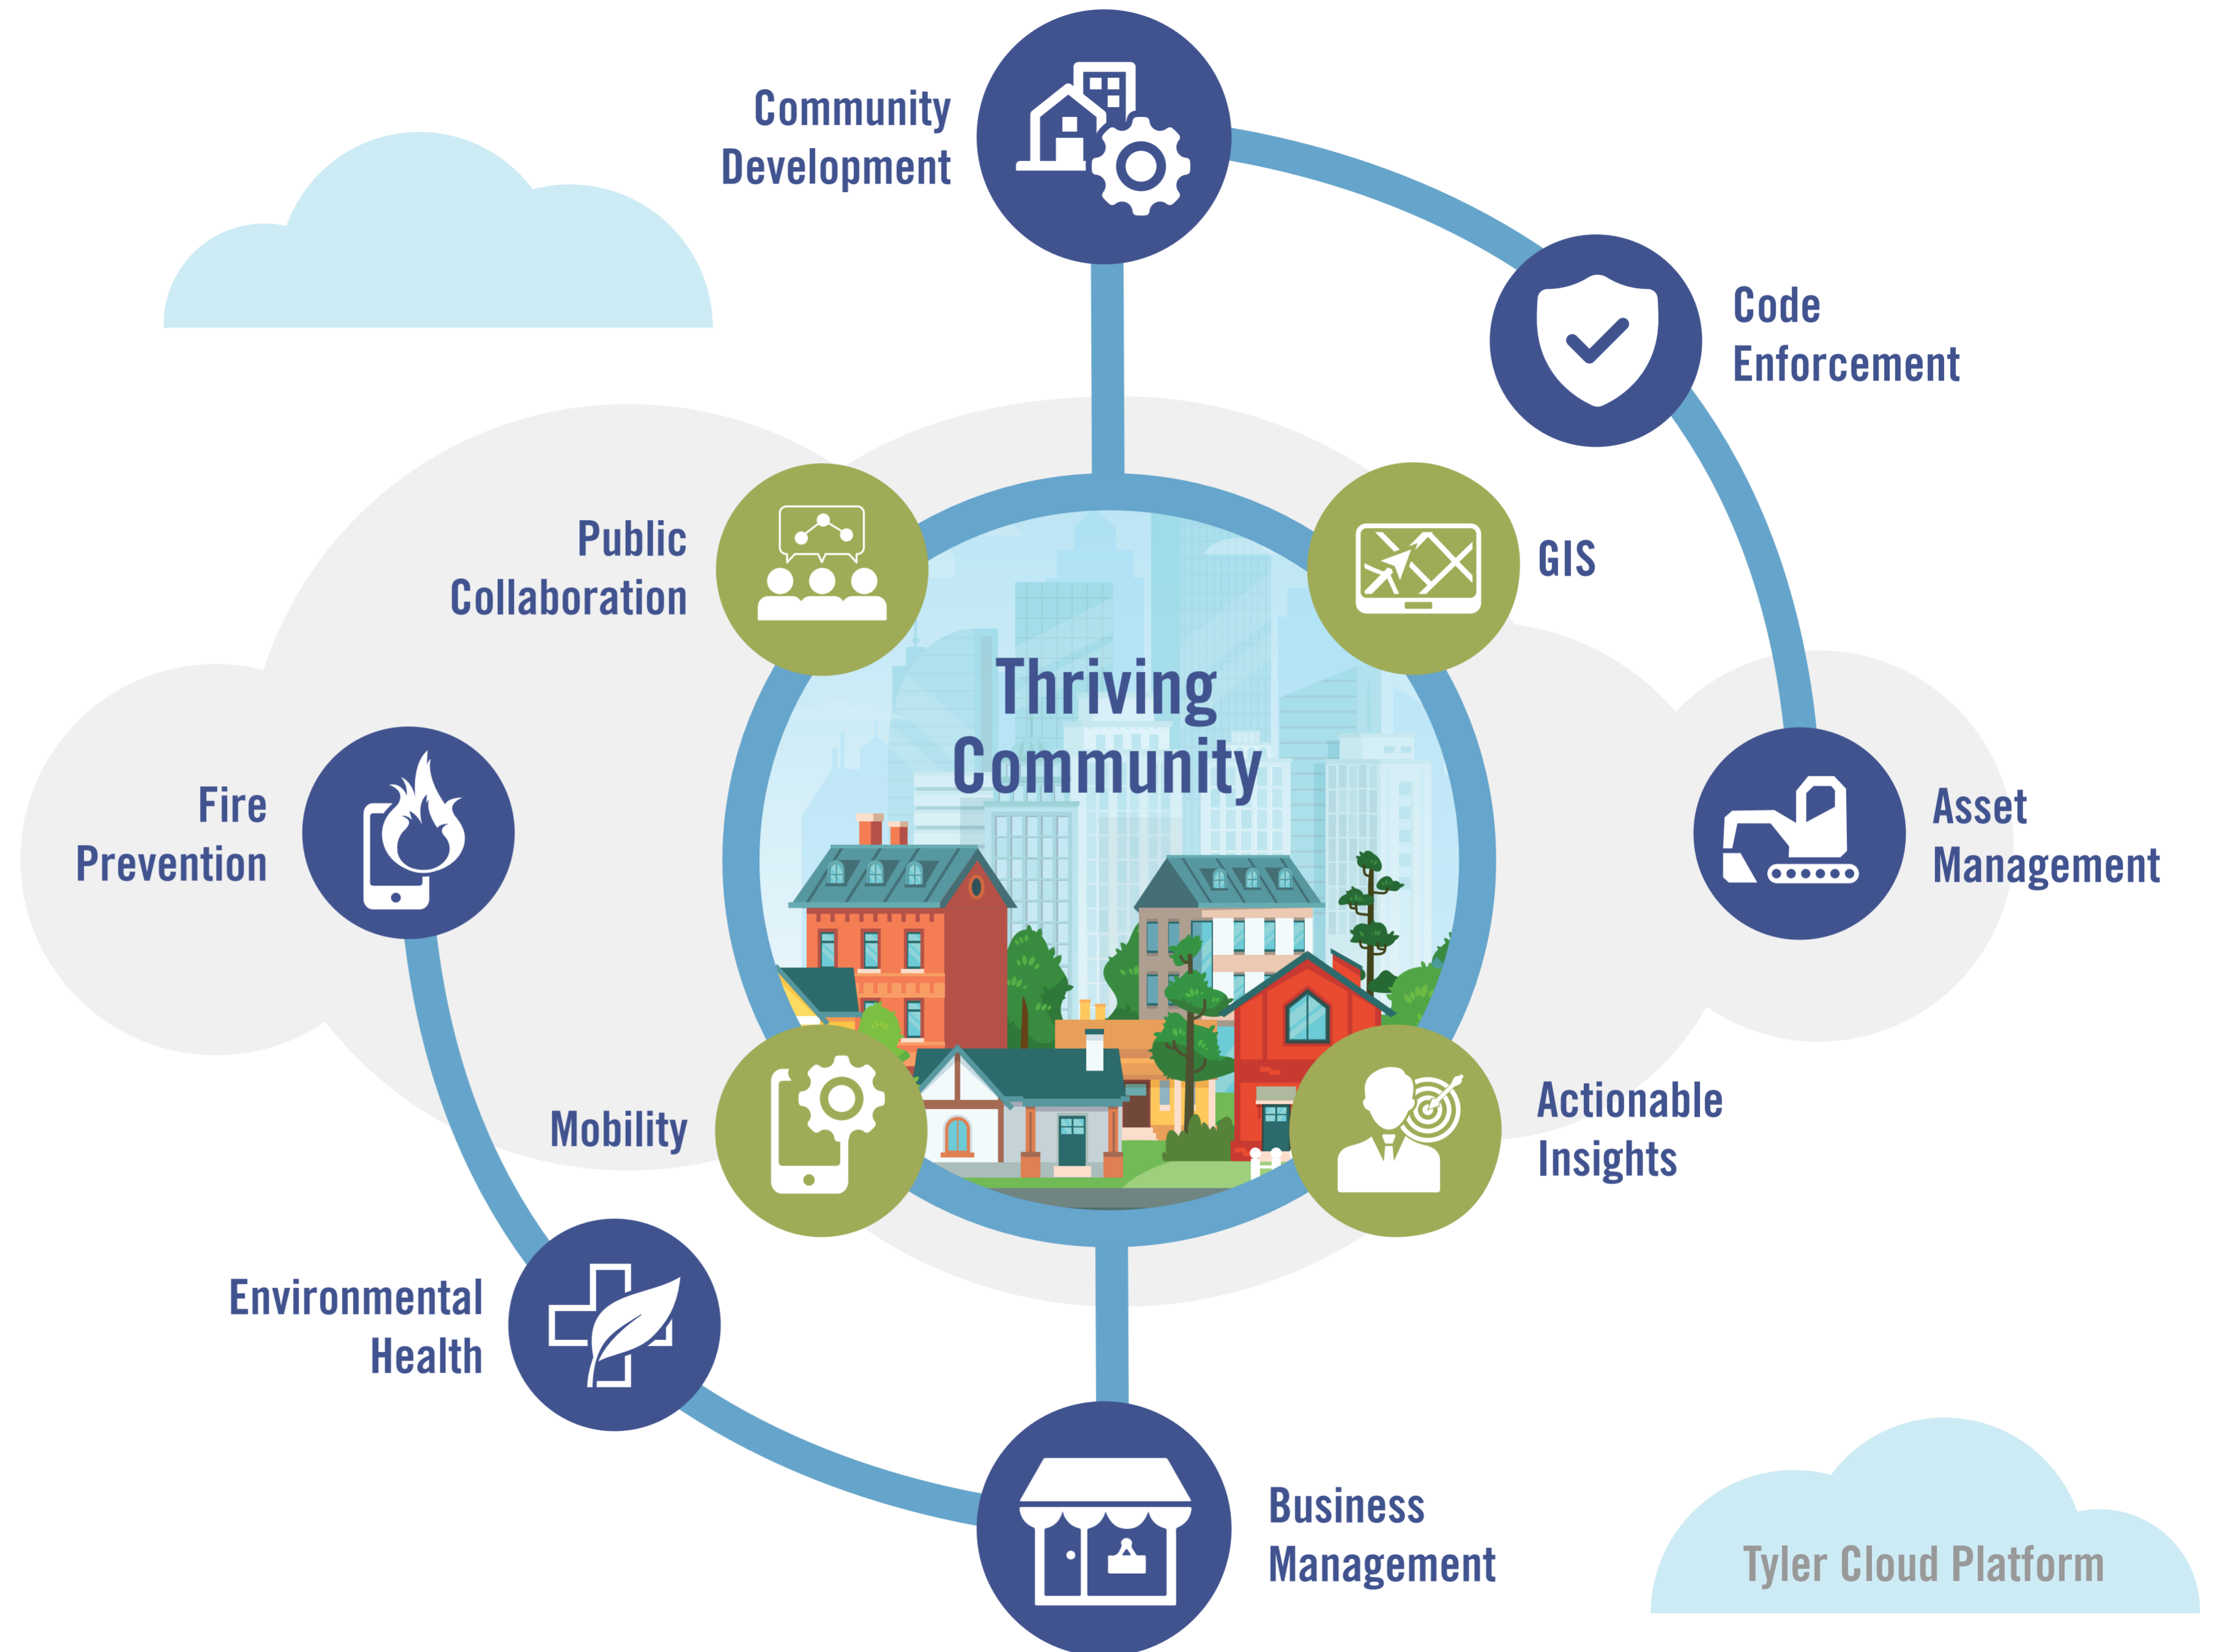 Community
Development
Code
Enforcement
Public
Collaboration
GIS
Thriving
Community
Fire
Prevention
Asset
Management
Mobility
Actionable
Insights
Environmental
Health
Business
Management
Tyler Cloud Platform